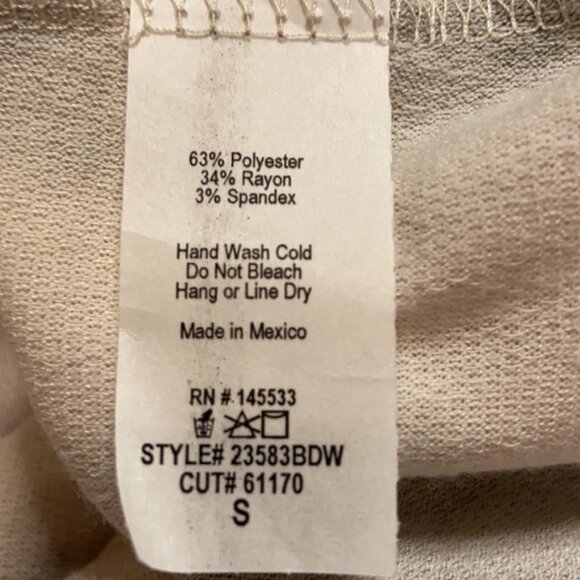 63% Polyester
34% Rayon
3% Spandex
Hand Wash Cold
Do Not Bleach
Hang or Line Dry
Made in Mexico
RN # 145533
STYLE# 23583BDW
CUT# 61170
S